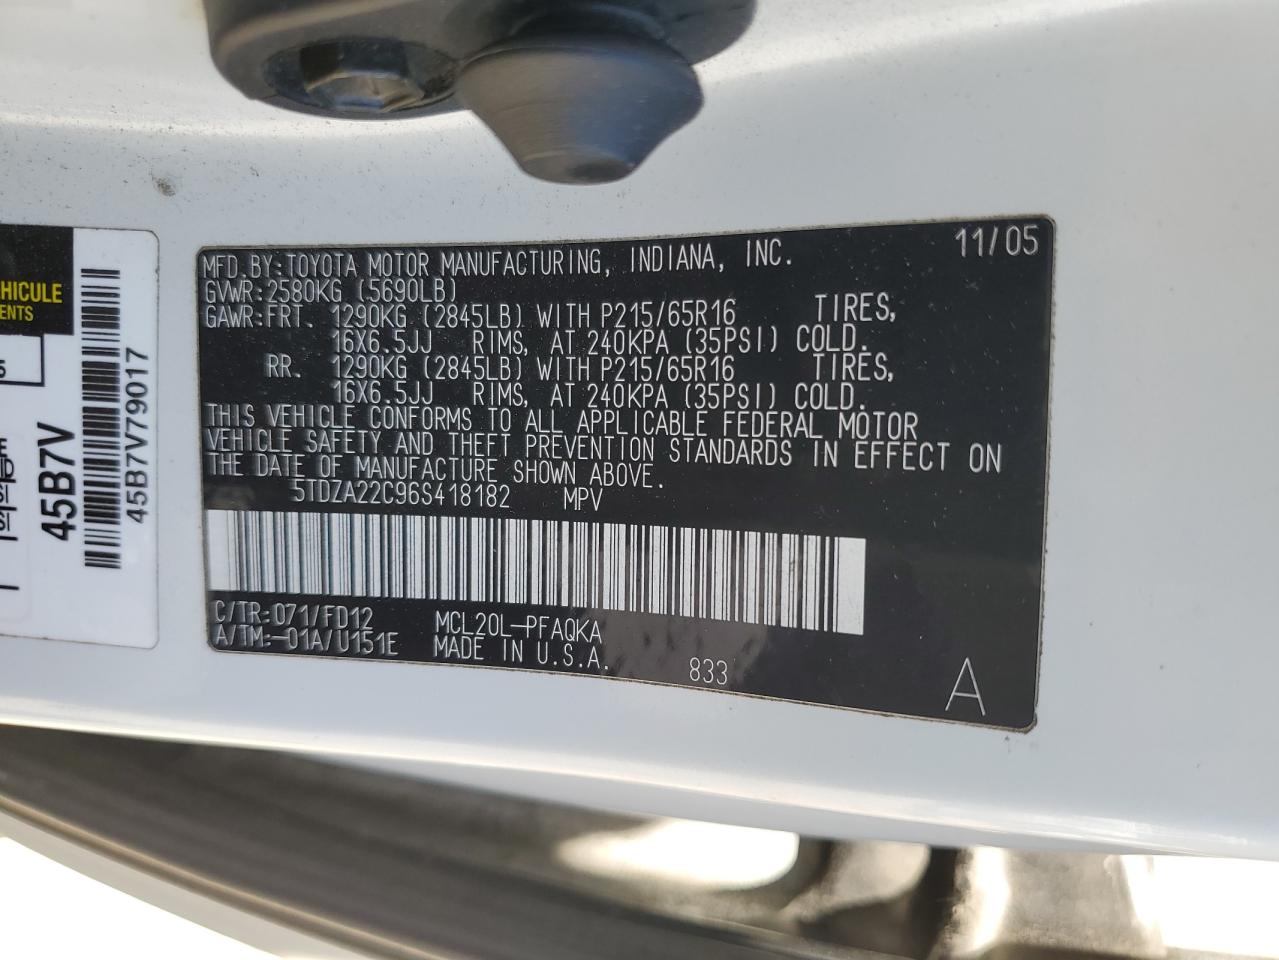 HICULE
ENTS
45B7V
45B7V79017
11/05
MFD.BY:TOYOTA MOTOR MANUFACTURING, INDIANA, INC.
GVWR:2580KG (5690LB)
GAWR:FRT. 1290KG (2845LB) WITH P215/65R16 TIRES,
16X6.5JJ RIMS, AT 240KPA (35PSI) COLD.
RR. 1290KG (2845LB) WITH P215/65R16 TIRES,
16X6.5JJ RIMS, AT 240KPA (35PSI) COLD.
THIS VEHICLE CONFORMS TO ALL APPLICABLE FEDERAL MOTOR
VEHICLE SAFETY AND THEFT PREVENTION STANDARDS IN EFFECT ON
THE DATE OF MANUFACTURE SHOWN ABOVE.
5TDZA22C96S418182 MPV
C/TR:071/FD12 MCL20L-PFAQKA
A/TM:-01A/U151E MADE IN U.S.A. 833
A